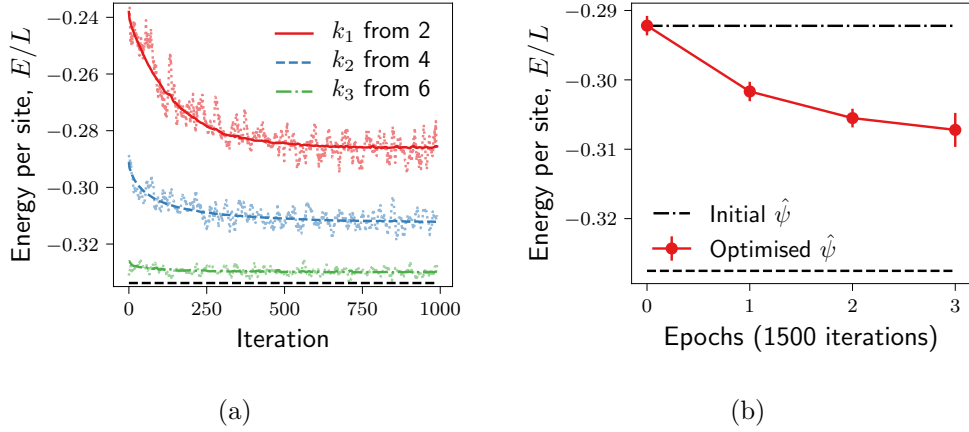 Energy per site, E/L
−0.24
−0.26
−0.28
−0.30
−0.32
k₁ from 2
k₂ from 4
k₃ from 6
0
250
500
750
1000
Iteration
(a)
Energy per site, E/L
−0.29
−0.30
−0.31
−0.32
Initial ψ̂
Optimised ψ̂
0
1
2
3
Epochs (1500 iterations)
(b)